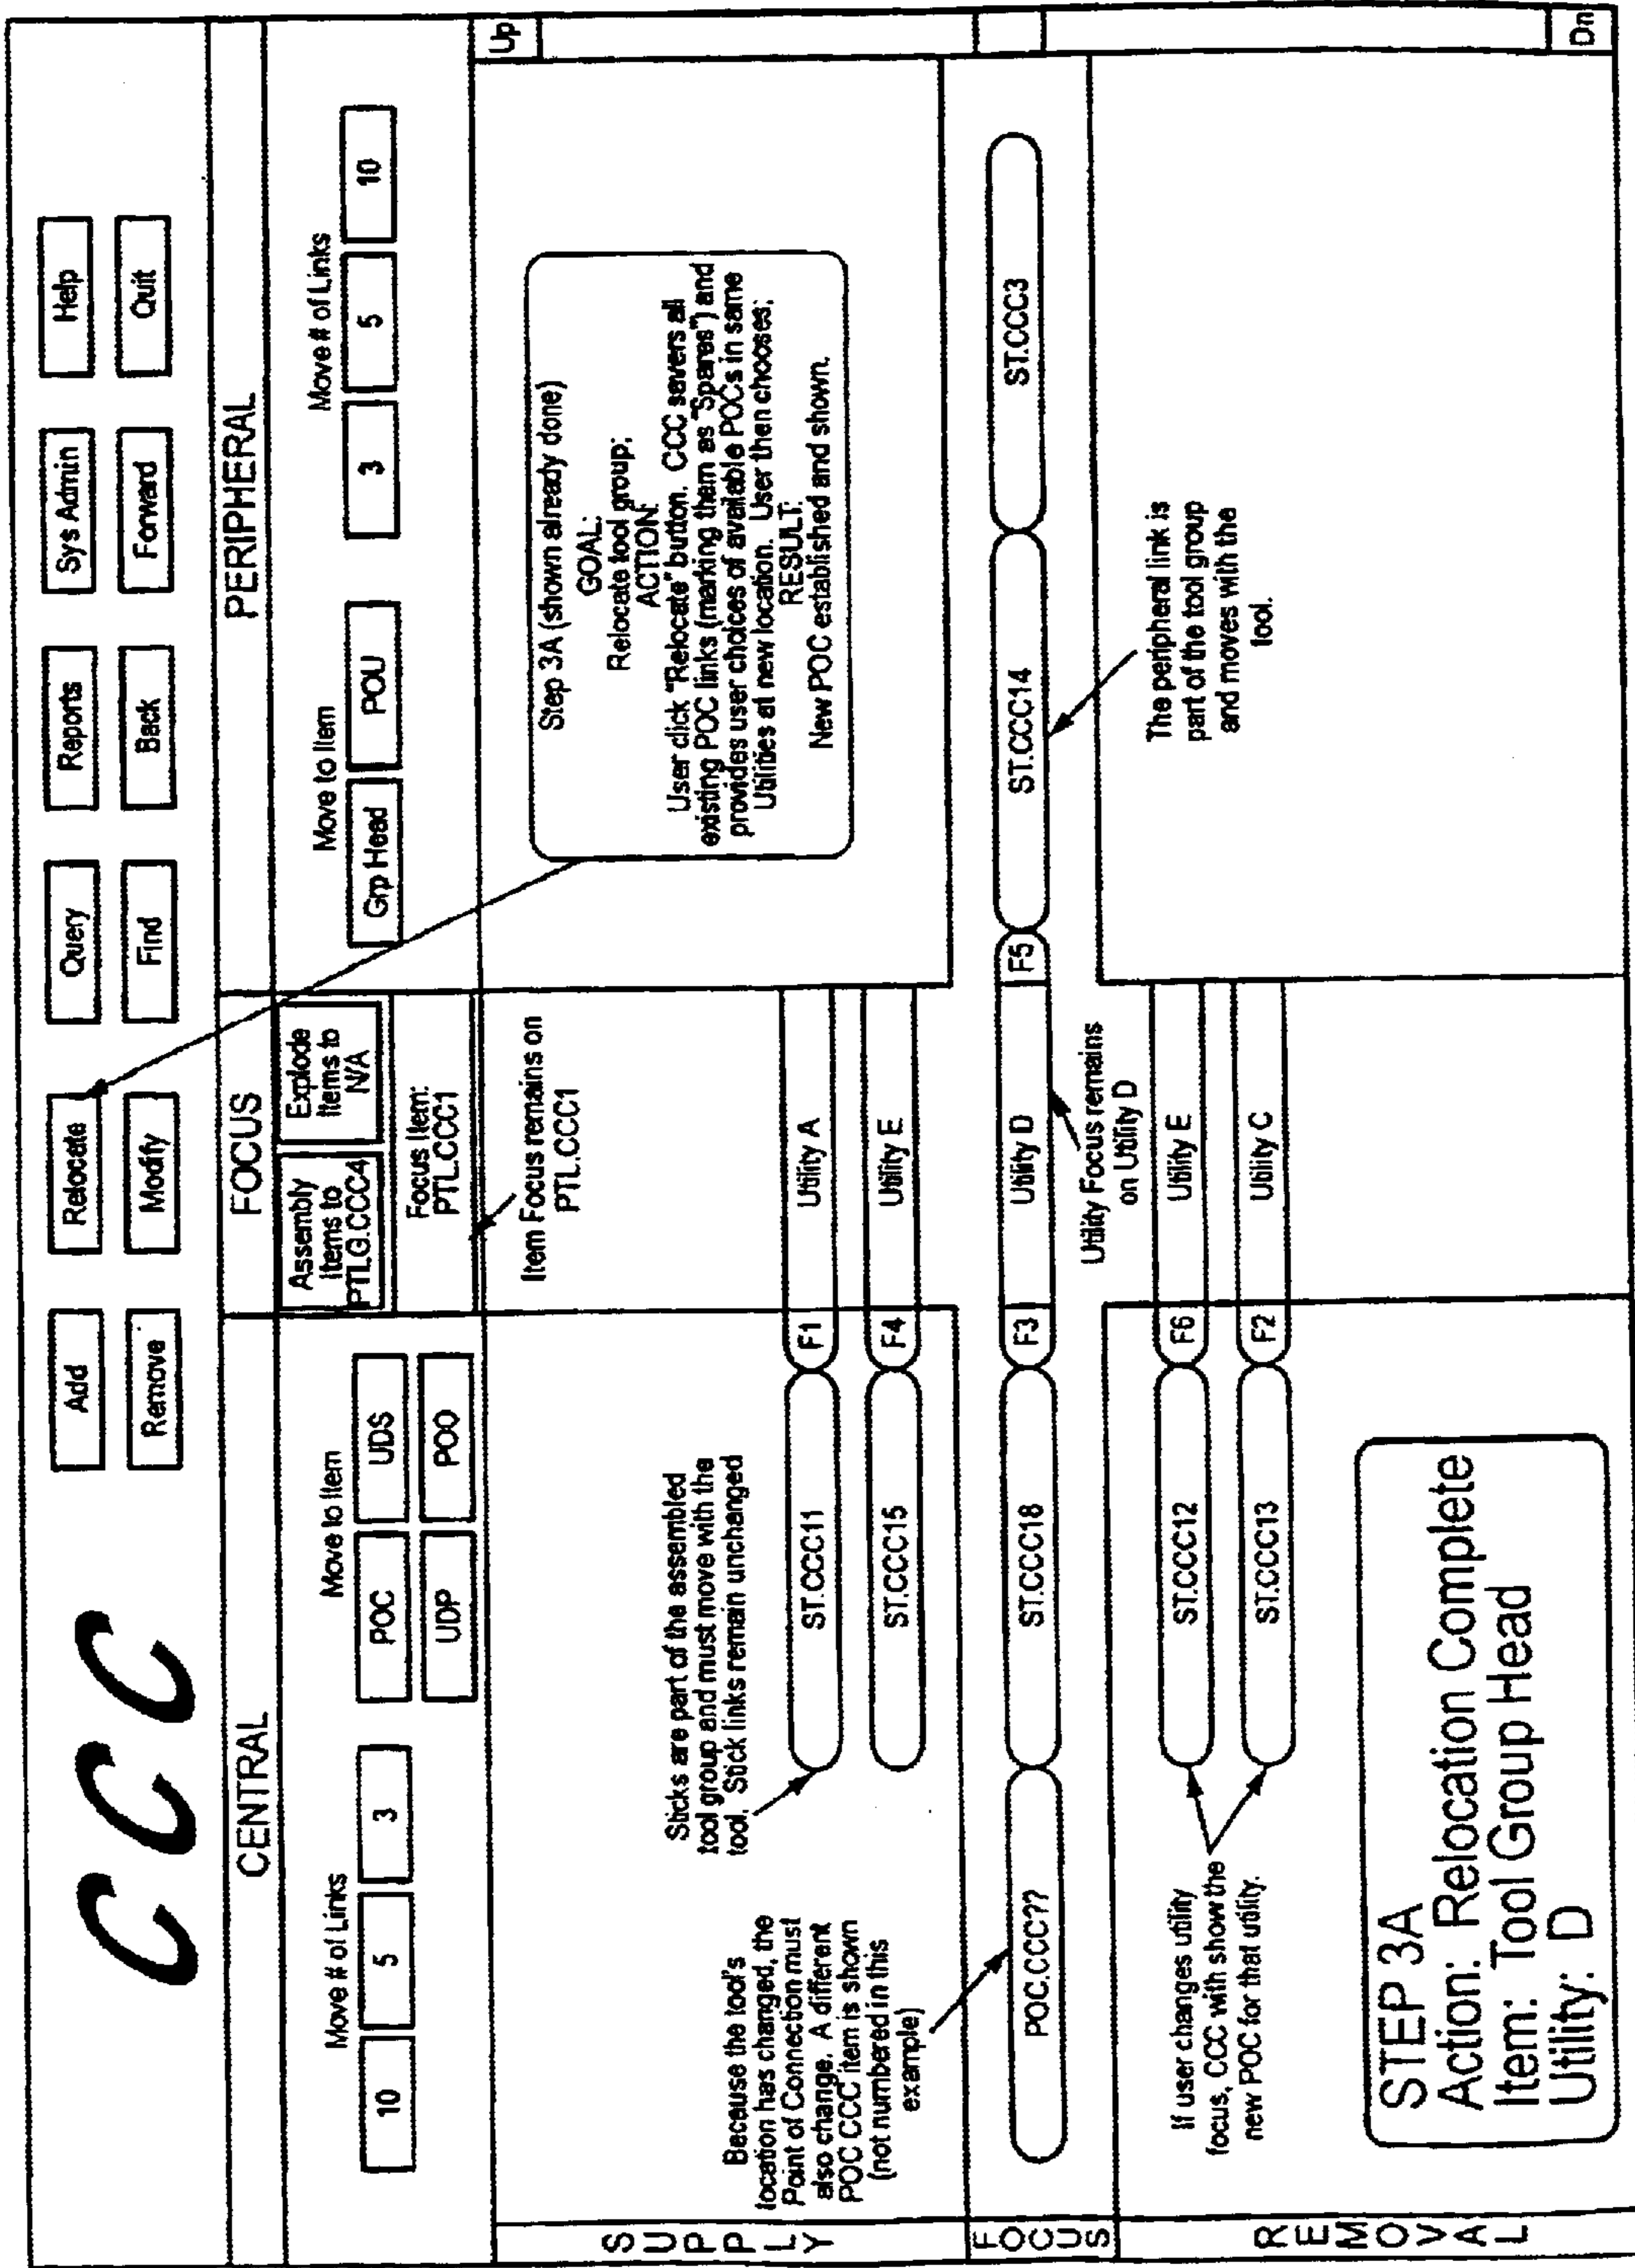 CCC
Add
Relocate
Query
Reports
Sys Admin
Help
Remove
Modify
Find
Back
Forward
Quit
CENTRAL
FOCUS
PERIPHERAL
Move # of Links
10
5
3
Move to Item
POC
UDS
UDP
POO
Assembly
Items to
PTLG.CCC4
Explode
Items to
N/A
Focus Item:
PTL.CCC1
Move to Item
Grp Head
POU
Move # of Links
3
5
10
Up
SUPPLY
Item Focus remains on
PTL.CCC1
Step 3A (shown already done)
GOAL:
Relocate tool group;
ACTION:
User click "Relocate" button. CCC severs all
existing POC links (marking them as "Spares") and
provides user choices of available POCs in same
Utilities at new location. User then chooses;
RESULT:
New POC established and shown.
Sticks are part of the assembled
tool group and must move with the
tool. Stick links remain unchanged
Because the tool's
location has changed, the
Point of Connection must
also change. A different
POC CCC item is shown
(not numbered in this
example)
ST.CCC11
F1
Utility A
ST.CCC15
F4
Utility E
FOCUS
POC.CCC??
ST.CCC18
F3
Utility D
F5
ST.CCC14
ST.CCC3
Utility Focus remains
on Utility D
The peripheral link is
part of the tool group
and moves with the
tool.
REMOVAL
If user changes utility
focus, CCC with show the
new POC for that utility.
ST.CCC12
F6
Utility E
ST.CCC13
F2
Utility C
STEP 3A
Action: Relocation Complete
Item: Tool Group Head
Utility: D
Dn